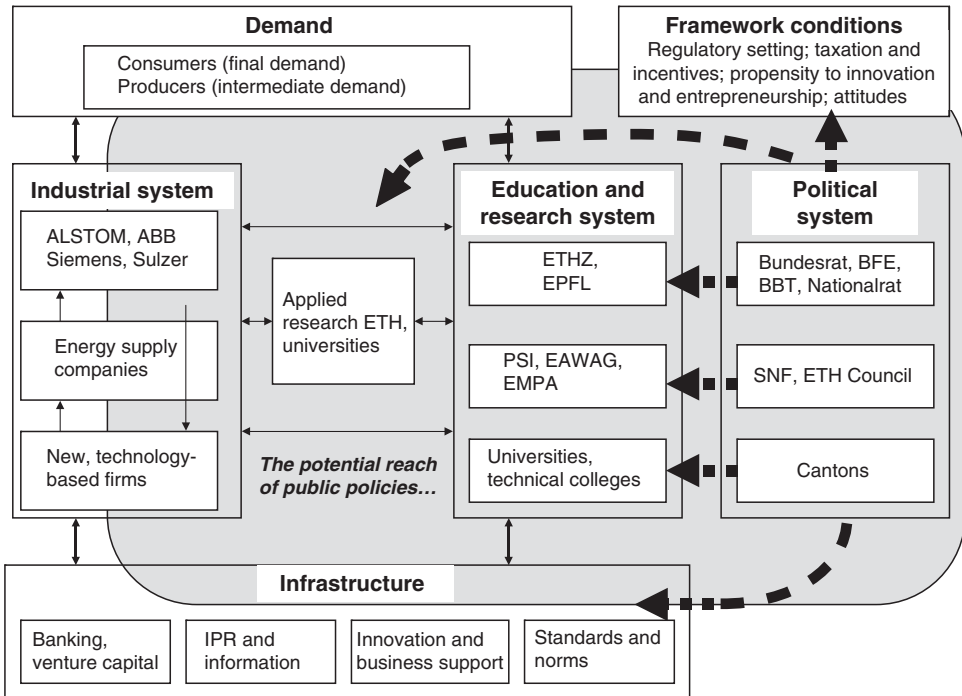 Demand
Consumers (final demand)
Producers (intermediate demand)
Framework conditions
Regulatory setting; taxation and
incentives; propensity to innovation
and entrepreneurship; attitudes
Industrial system
ALSTOM, ABB
Siemens, Sulzer
Energy supply
companies
New, technology-
based firms
Applied
research ETH,
universities
The potential reach
of public policies…
Education and
research system
ETHZ,
EPFL
PSI, EAWAG,
EMPA
Universities,
technical colleges
Political
system
Bundesrat, BFE,
BBT, Nationalrat
SNF, ETH Council
Cantons
Infrastructure
Banking,
venture capital
IPR and
information
Innovation and
business support
Standards and
norms